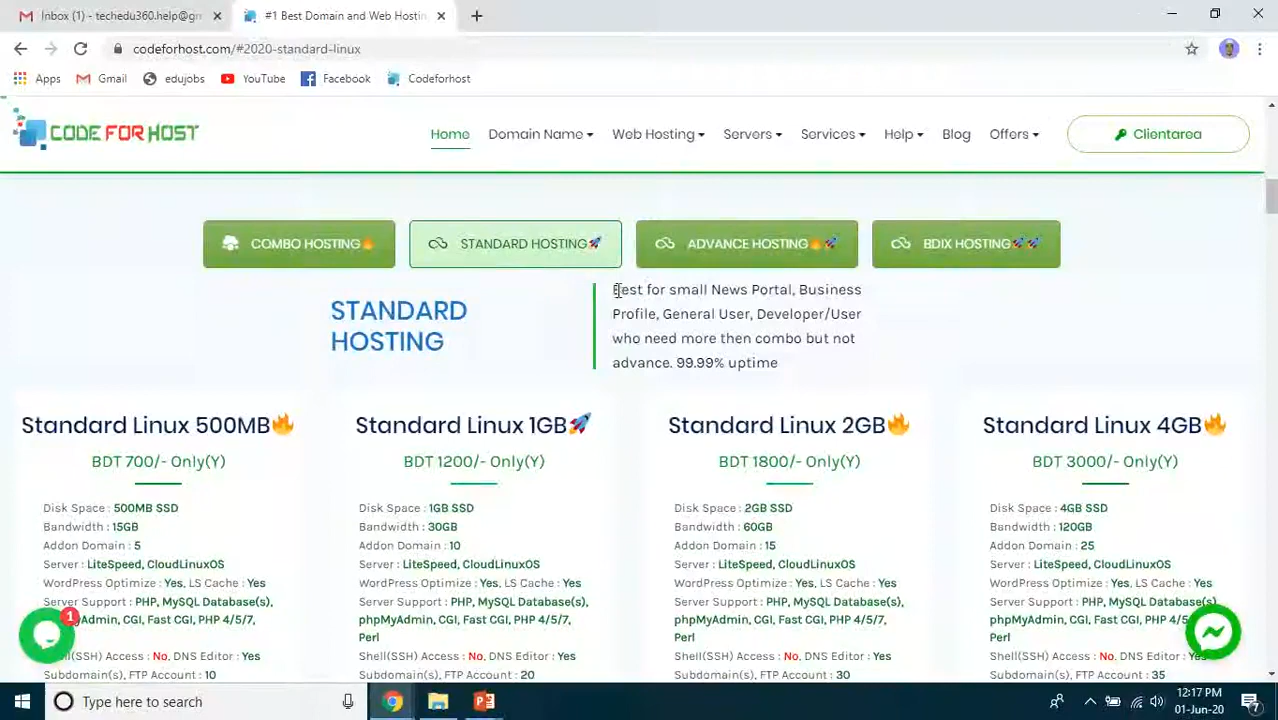 Inbox (1) - techedu360.help@gm
#1 Best Domain and Web Hostin
codeforhost.com/#2020-standard-linux
Apps Gmail edujobs YouTube Facebook Codeforhost
CODE FOR HOST
Home Domain Name Web Hosting Servers Services Help Blog Offers Clientarea
COMBO HOSTING🔥 STANDARD HOSTING🚀 ADVANCE HOSTING🔥🚀 BDIX HOSTING🚀🚀
STANDARD
HOSTING
Best for small News Portal, Business
Profile, General User, Developer/User
who need more then combo but not
advance. 99.99% uptime
Standard Linux 500MB🔥
BDT 700/- Only(Y)
Disk Space : 500MB SSD
Bandwidth : 15GB
Addon Domain : 5
Server : LiteSpeed, CloudLinuxOS
WordPress Optimize : Yes, LS Cache : Yes
Server Support : PHP, MySQL Database(s),
Admin, CGI, Fast CGI, PHP 4/5/7,
(SSH) Access : No, DNS Editor : Yes
Subdomain(s), FTP Account : 10
Standard Linux 1GB🚀
BDT 1200/- Only(Y)
Disk Space : 1GB SSD
Bandwidth : 30GB
Addon Domain : 10
Server : LiteSpeed, CloudLinuxOS
WordPress Optimize : Yes, LS Cache : Yes
Server Support : PHP, MySQL Database(s),
phpMyAdmin, CGI, Fast CGI, PHP 4/5/7,
Perl
Shell(SSH) Access : No, DNS Editor : Yes
Subdomain(s), FTP Account : 20
Standard Linux 2GB🔥
BDT 1800/- Only(Y)
Disk Space : 2GB SSD
Bandwidth : 60GB
Addon Domain : 15
Server : LiteSpeed, CloudLinuxOS
WordPress Optimize : Yes, LS Cache : Yes
Server Support : PHP, MySQL Database(s),
phpMyAdmin, CGI, Fast CGI, PHP 4/5/7,
Perl
Shell(SSH) Access : No, DNS Editor : Yes
Subdomain(s), FTP Account : 30
Standard Linux 4GB🔥
BDT 3000/- Only(Y)
Disk Space : 4GB SSD
Bandwidth : 120GB
Addon Domain : 25
Server : LiteSpeed, CloudLinuxOS
WordPress Optimize : Yes, LS Cache : Yes
Server Support : PHP, MySQL Database(s),
phpMyAdmin, CGI, Fast CGI, PHP 4/5/7,
Perl
Shell(SSH) Access : No, DNS Editor : Yes
Subdomain(s), FTP Account : 35
1
Type here to search
12:17 PM
01-Jun-20
7